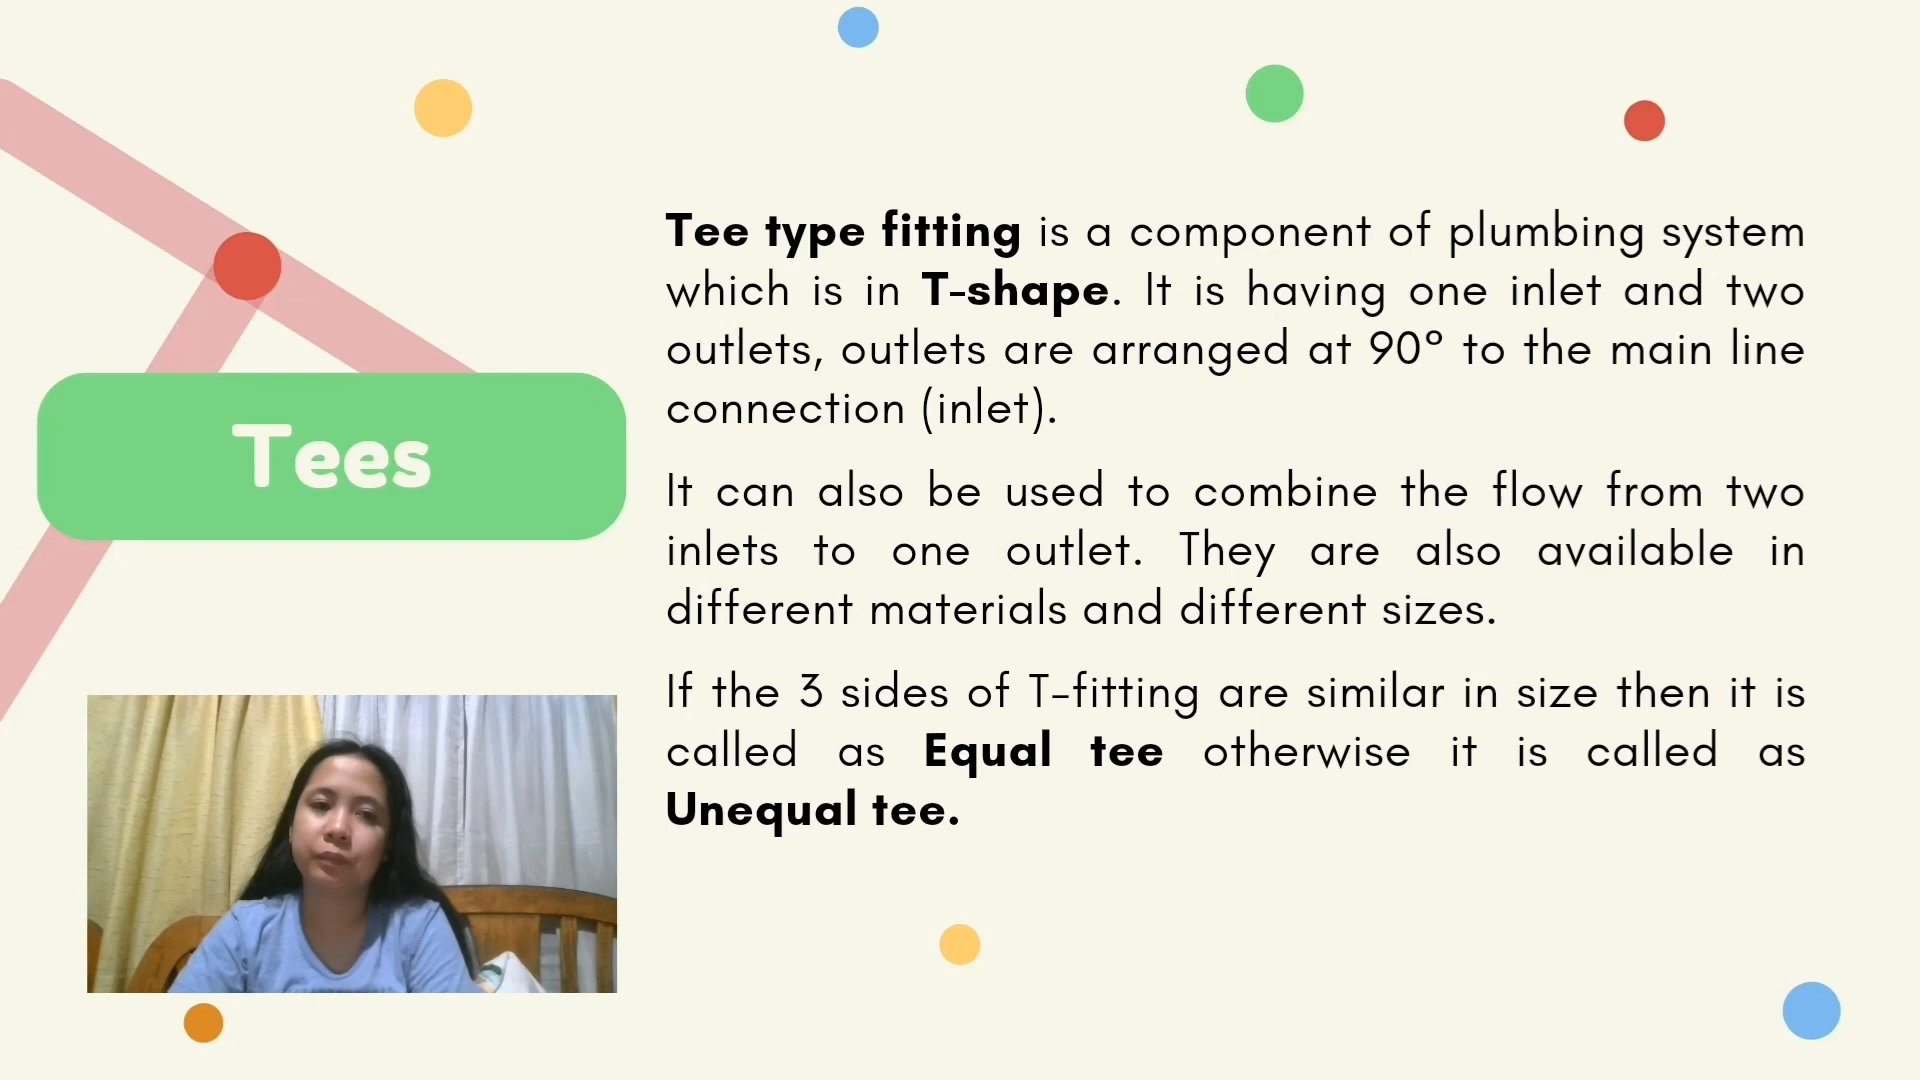 Tees
Tee type fitting is a component of plumbing system
which is in T-shape. It is having one inlet and two
outlets, outlets are arranged at 90° to the main line
connection (inlet).
It can also be used to combine the flow from two
inlets to one outlet. They are also available in
different materials and different sizes.
If the 3 sides of T-fitting are similar in size then it is
called as Equal tee otherwise it is called as
Unequal tee.